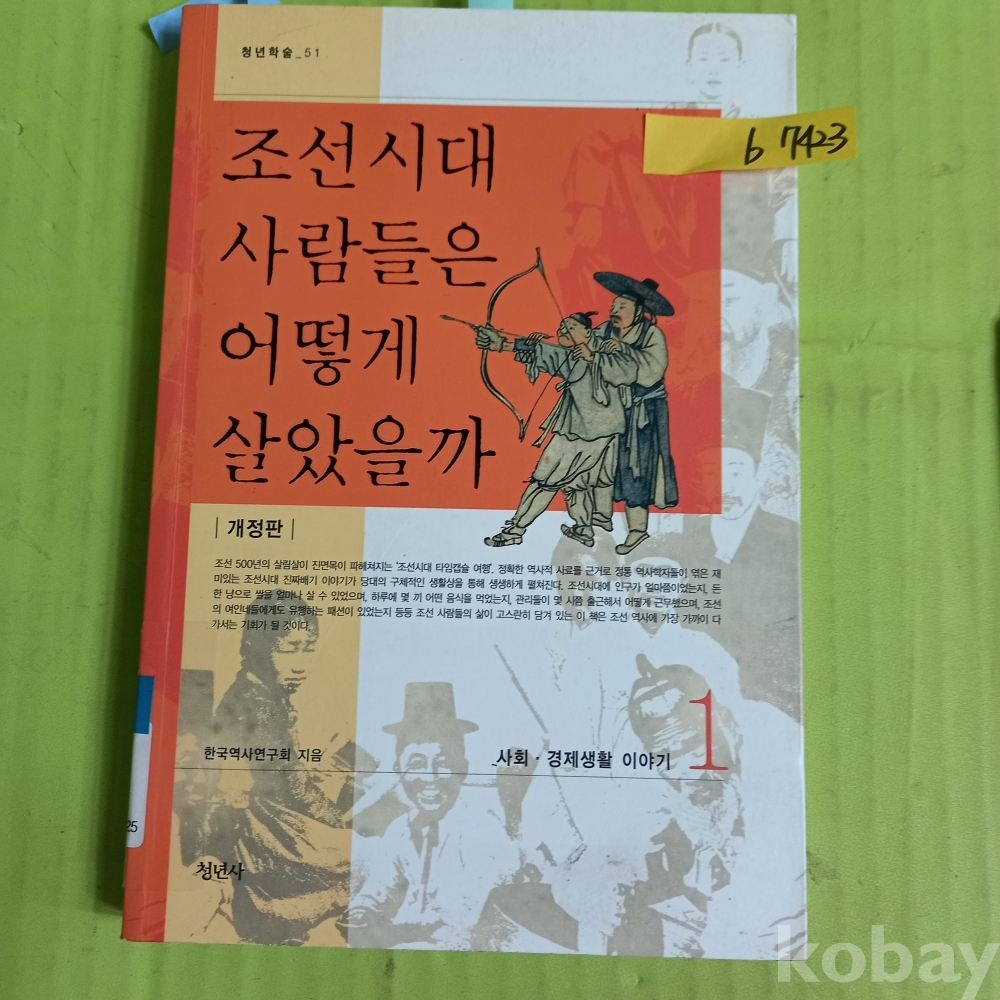 청년학술_51
b 7423
조선시대
사람들은
어떻게
살았을까
개정판
조선 500년의 살림살이 진면목이 파헤쳐지는 '조선시대 타임캡슐 여행'. 정확한 역사적 사료를 근거로 정통 역사학자들이 엮은 재
미있는 조선시대 진짜배기 이야기가 당대의 구체적인 생활상을 통해 생생하게 펼쳐진다. 조선시대에 인구가 얼마쯤이었는지, 돈
한 냥으로 쌀을 얼마나 살 수 있었으며, 하루에 몇 끼 어떤 음식을 먹었는지, 관리들이 몇 시쯤 출근해서 어떻게 근무했으며, 조선
의 여인네들에게도 유행하는 패션이 있었는지 등등 조선 사람들의 삶이 고스란히 담겨 있는 이 책은 조선 역사에 가장 가까이 다
가서는 기회가 될 것이다.
한국역사연구회 지음
사회·경제생활 이야기 1
25
청년사
kobay